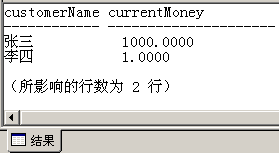 customerName currentMoney
------------ ---------------------
张三 1000.0000
李四 1.0000
（所影响的行数为 2 行）
结果